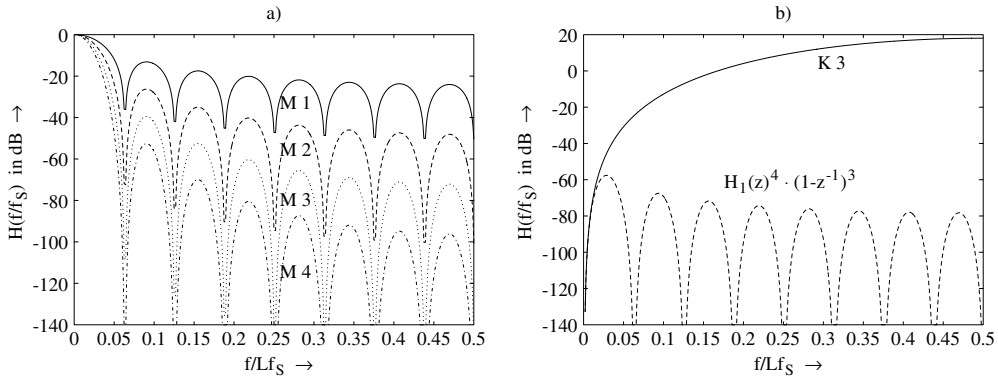 a)
H(f/f_S) in dB →
0
-20
-40
-60
-80
-100
-120
-140
M 1
M 2
M 3
M 4
0 0.05 0.1 0.15 0.2 0.25 0.3 0.35 0.4 0.45 0.5
f/Lf_S →
b)
H(f/f_S) in dB →
20
0
-20
-40
-60
-80
-100
-120
-140
K 3
H_1(z)^4 · (1-z^-1)^3
0 0.05 0.1 0.15 0.2 0.25 0.3 0.35 0.4 0.45 0.5
f/Lf_S →